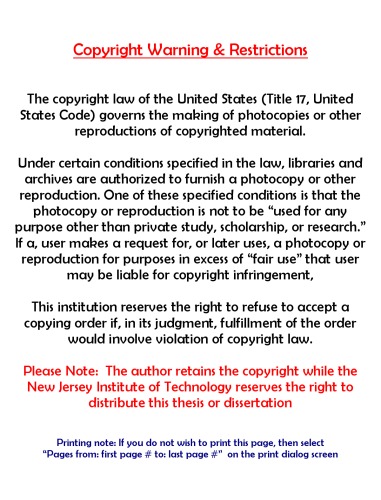 Copyright Warning & Restrictions
The copyright law of the United States (Title 17, United
States Code) governs the making of photocopies or other
reproductions of copyrighted material.
Under certain conditions specified in the law, libraries and
archives are authorized to furnish a photocopy or other
reproduction. One of these specified conditions is that the
photocopy or reproduction is not to be “used for any
purpose other than private study, scholarship, or research.”
If a, user makes a request for, or later uses, a photocopy or
reproduction for purposes in excess of “fair use” that user
may be liable for copyright infringement,
This institution reserves the right to refuse to accept a
copying order if, in its judgment, fulfillment of the order
would involve violation of copyright law.
Please Note:  The author retains the copyright while the
New Jersey Institute of Technology reserves the right to
distribute this thesis or dissertation
Printing note: If you do not wish to print this page, then select
“Pages from: first page # to: last page #”  on the print dialog screen